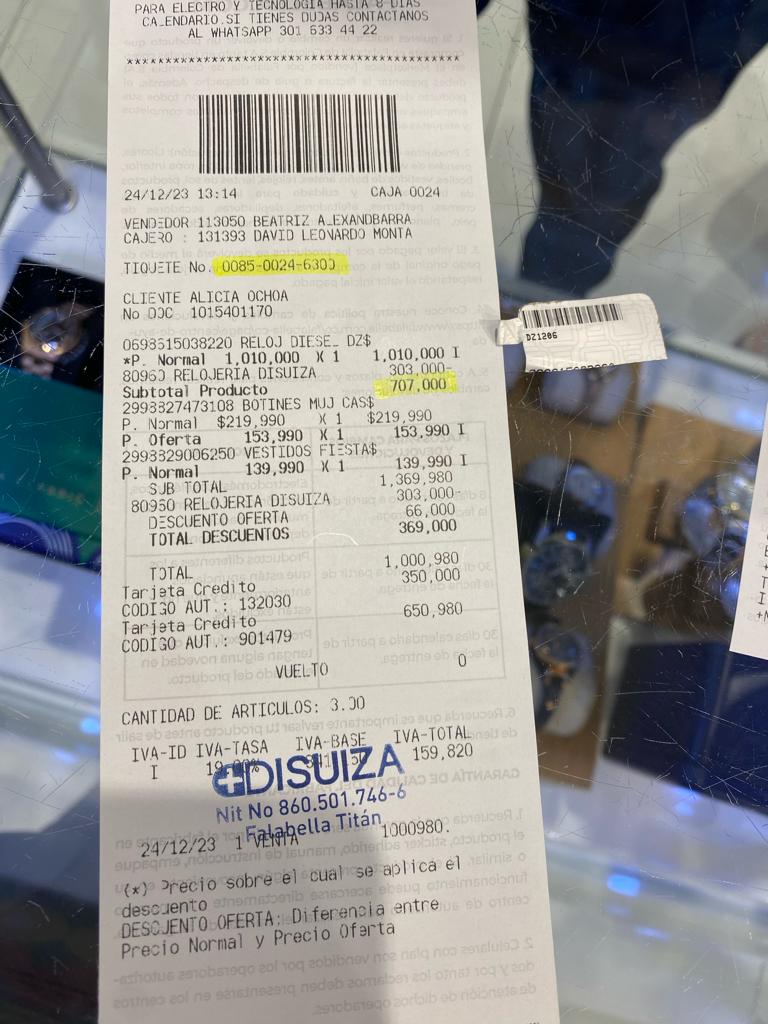 PARA ELECTRO Y TECNOLOGIA HASTA 8 DIAS
CALENDARIO.SI TIENES DUDAS CONTACTANOS
AL WHATSAPP 301 633 44 22
****************************************
24/12/23 13:14 CAJA 0024
VENDEDOR 113050 BEATRIZ ALEXANDBARRA
CAJERO : 131393 DAVID LEONARDO MONTA
TIQUETE No. 0085-0024-6300
CLIENTE ALICIA OCHOA
No DOC 1015401170
0698615038220 RELOJ DIESEL DZ$
*P. Normal 1,010,000 X 1 1,010,000 I
80960 RELOJERIA DISUIZA 303,000-
Subtotal Producto 707,000
2993827473108 BOTINES MUJ CAS$
P. Normal $219,990 X 1 $219,990
P. Oferta 153,990 X 1 153,990 I
2993829006250 VESTIDOS FIESTA$
P. Normal 139,990 X 1 139,990 I
SUB TOTAL 1,369,980
80960 RELOJERIA DISUIZA 303,000-
DESCUENTO OFERTA 66,000
TOTAL DESCUENTOS 369,000
TOTAL 1,000,980
Tarjeta Credito 350,000
CODIGO AUT.: 132030
Tarjeta Credito 650,980
CODIGO AUT.: 901479
VUELTO 0
CANTIDAD DE ARTICULOS: 3.00
IVA-ID IVA-TASA IVA-BASE IVA-TOTAL
I 159,820
DISUIZA
Nit No 860.501.746-6
Falabella Titán
24/12/23 1 VENTA 1000980.
(*) Precio sobre el cual se aplica el
descuento
DESCUENTO OFERTA: Diferencia entre
Precio Normal y Precio Oferta
DZ1206